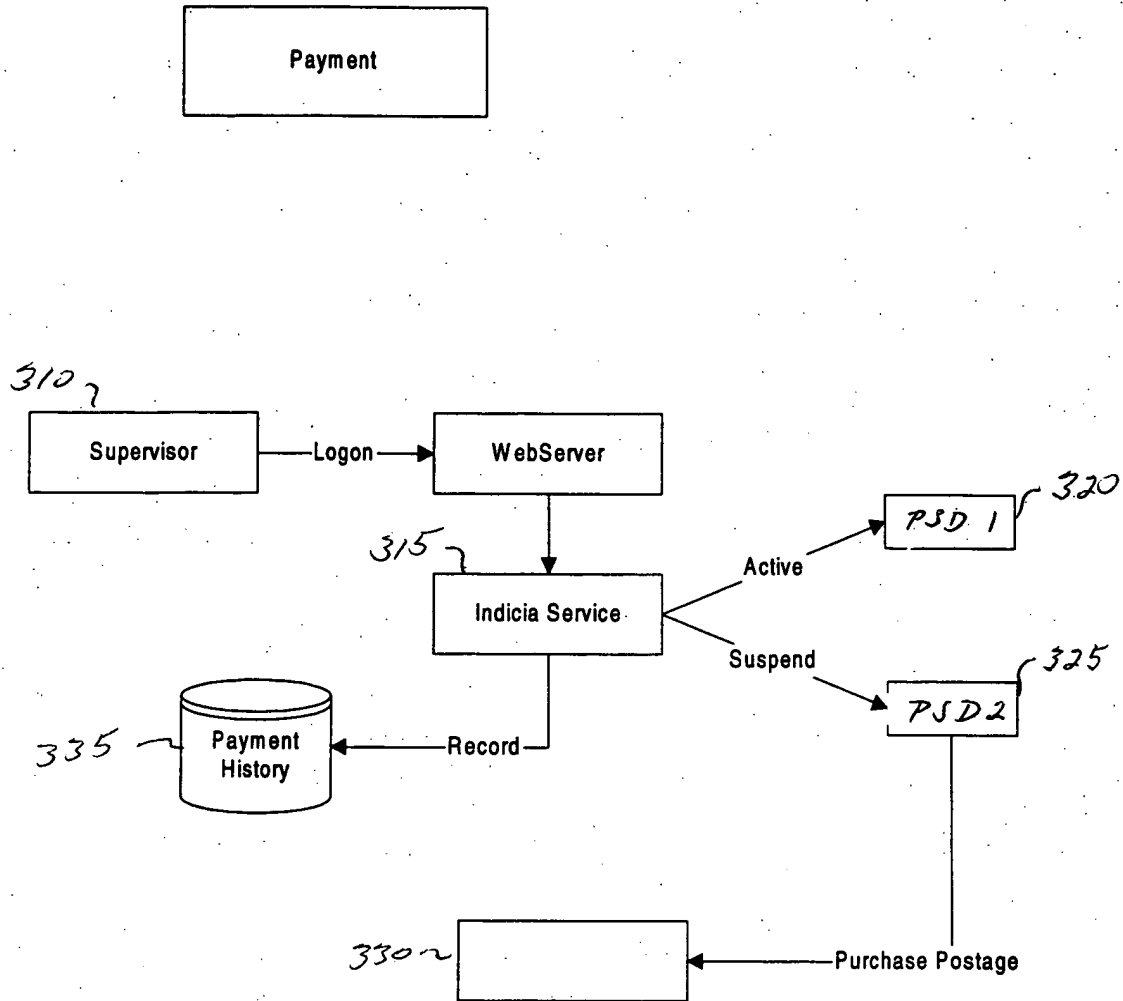 Payment
310
Supervisor
Logon
WebServer
320
PSD 1
315
Active
Indicia Service
Suspend
325
PSD2
Payment
History
335
Record
330
Purchase Postage